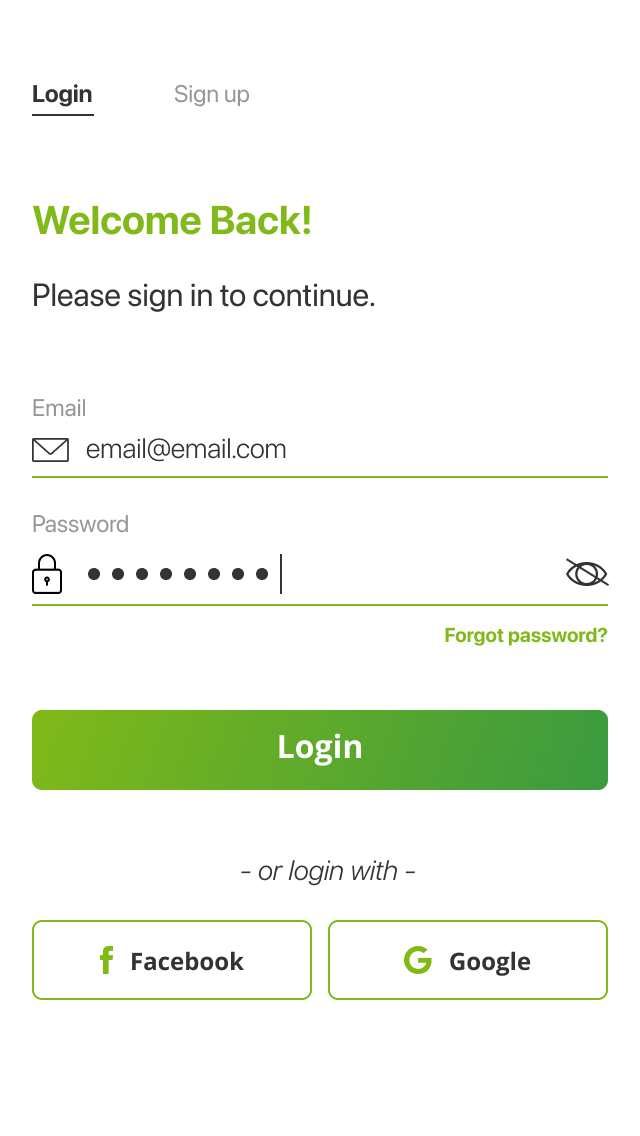 Login Sign up
Welcome Back!
Please sign in to continue.
Email
email@email.com
Password
Forgot password?
Login
- or login with -
Facebook Google